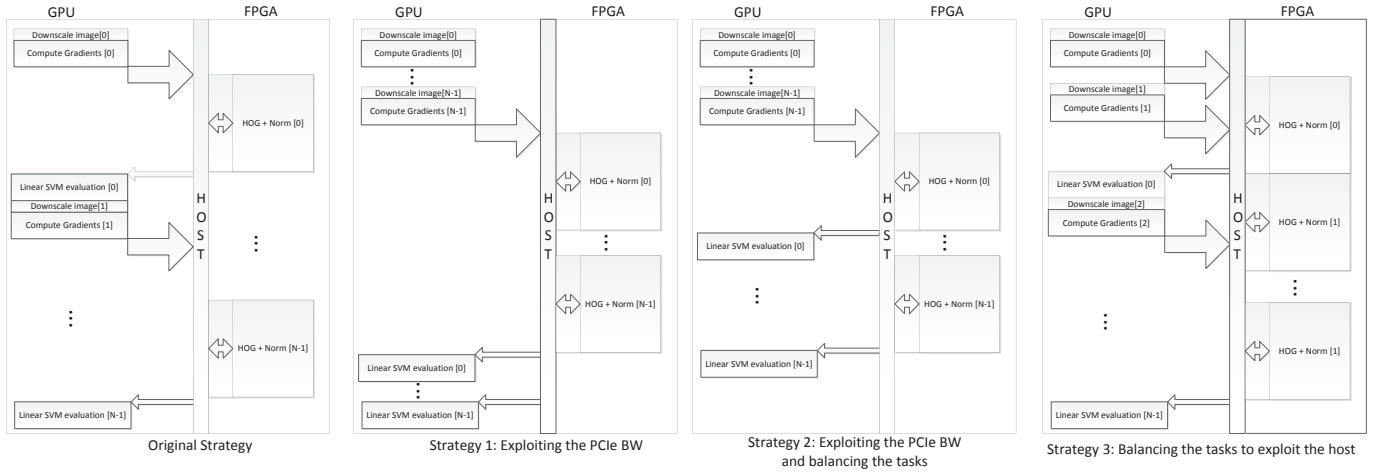 GPU
FPGA
Downscale image[0]
Compute Gradients [0]
HOG + Norm [0]
Linear SVM evaluation [0]
Downscale image[1]
Compute Gradients [1]
HOST
HOG + Norm [N-1]
Linear SVM evaluation [N-1]
Original Strategy
GPU
FPGA
Downscale image[0]
Compute Gradients [0]
Downscale image[N-1]
Compute Gradients [N-1]
HOG + Norm [0]
HOST
HOG + Norm [N-1]
Linear SVM evaluation [0]
Linear SVM evaluation [N-1]
Strategy 1: Exploiting the PCIe BW
GPU
FPGA
Downscale image[0]
Compute Gradients [0]
Downscale image[N-1]
Compute Gradients [N-1]
HOG + Norm [0]
HOST
Linear SVM evaluation [0]
HOG + Norm [N-1]
Linear SVM evaluation [N-1]
Strategy 2: Exploiting the PCIe BW
and balancing the tasks
GPU
FPGA
Downscale image[0]
Compute Gradients [0]
Downscale image[1]
Compute Gradients [1]
HOG + Norm [0]
Linear SVM evaluation [0]
Downscale image[2]
Compute Gradients [2]
HOST
HOG + Norm [1]
HOG + Norm [1]
Linear SVM evaluation [N-1]
Strategy 3: Balancing the tasks to exploit the host